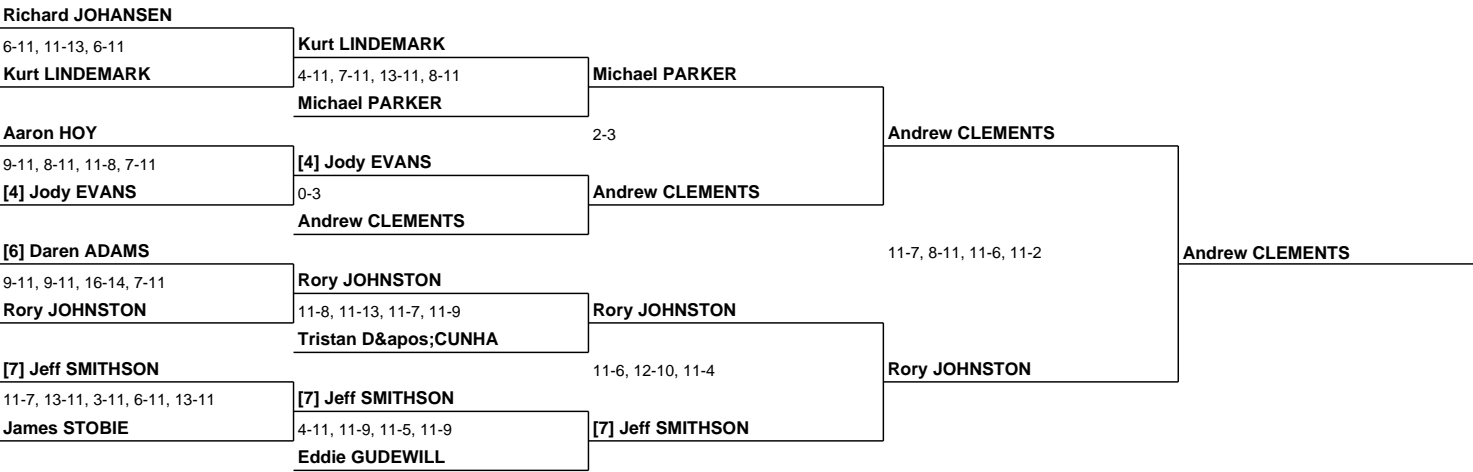 Richard JOHANSEN
6-11, 11-13, 6-11
Kurt LINDEMARK
Aaron HOY
9-11, 8-11, 11-8, 7-11
[4] Jody EVANS
[6] Daren ADAMS
9-11, 9-11, 16-14, 7-11
Rory JOHNSTON
[7] Jeff SMITHSON
11-7, 13-11, 3-11, 6-11, 13-11
James STOBIE
Kurt LINDEMARK
4-11, 7-11, 13-11, 8-11
Michael PARKER
[4] Jody EVANS
0-3
Andrew CLEMENTS
Rory JOHNSTON
11-8, 11-13, 11-7, 11-9
Tristan D&apos;CUNHA
[7] Jeff SMITHSON
4-11, 11-9, 11-5, 11-9
Eddie GUDEWILL
Michael PARKER
2-3
Andrew CLEMENTS
Rory JOHNSTON
11-6, 12-10, 11-4
[7] Jeff SMITHSON
Andrew CLEMENTS
11-7, 8-11, 11-6, 11-2
Rory JOHNSTON
Andrew CLEMENTS